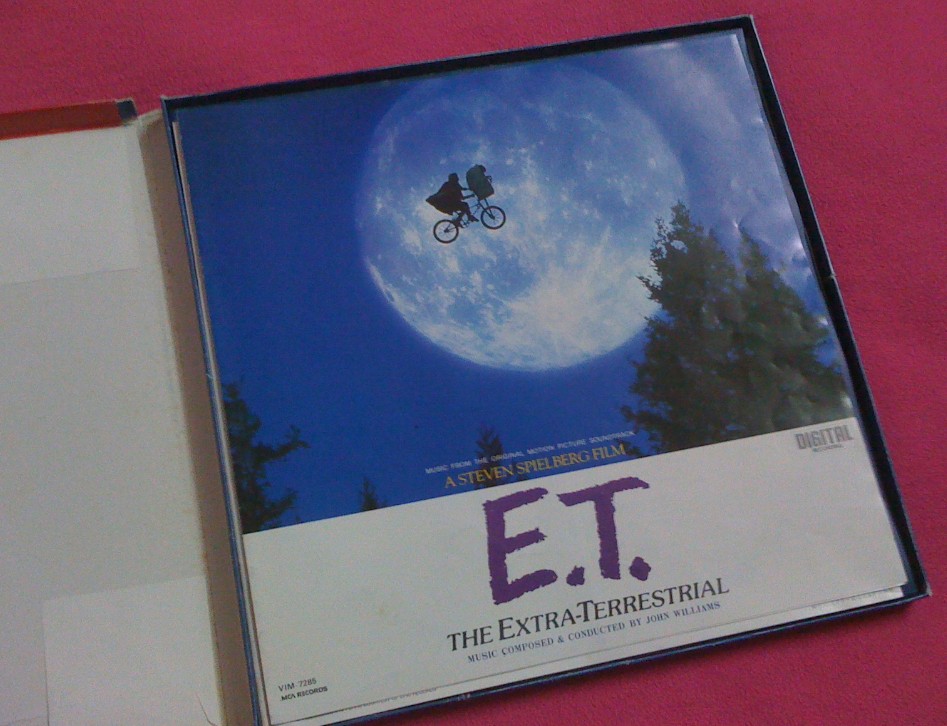 MUSIC FROM THE ORIGINAL MOTION PICTURE SOUNDTRACK
A STEVEN SPIELBERG FILM
DIGITAL
RECORDING
E.T.
THE EXTRA-TERRESTRIAL
MUSIC COMPOSED & CONDUCTED BY JOHN WILLIAMS
VIM-7285
MCA RECORDS